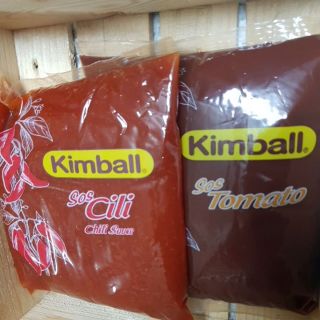 Kimball®
Sos
Cili
Chili Sauce
Kimball®
Sos
Tomato